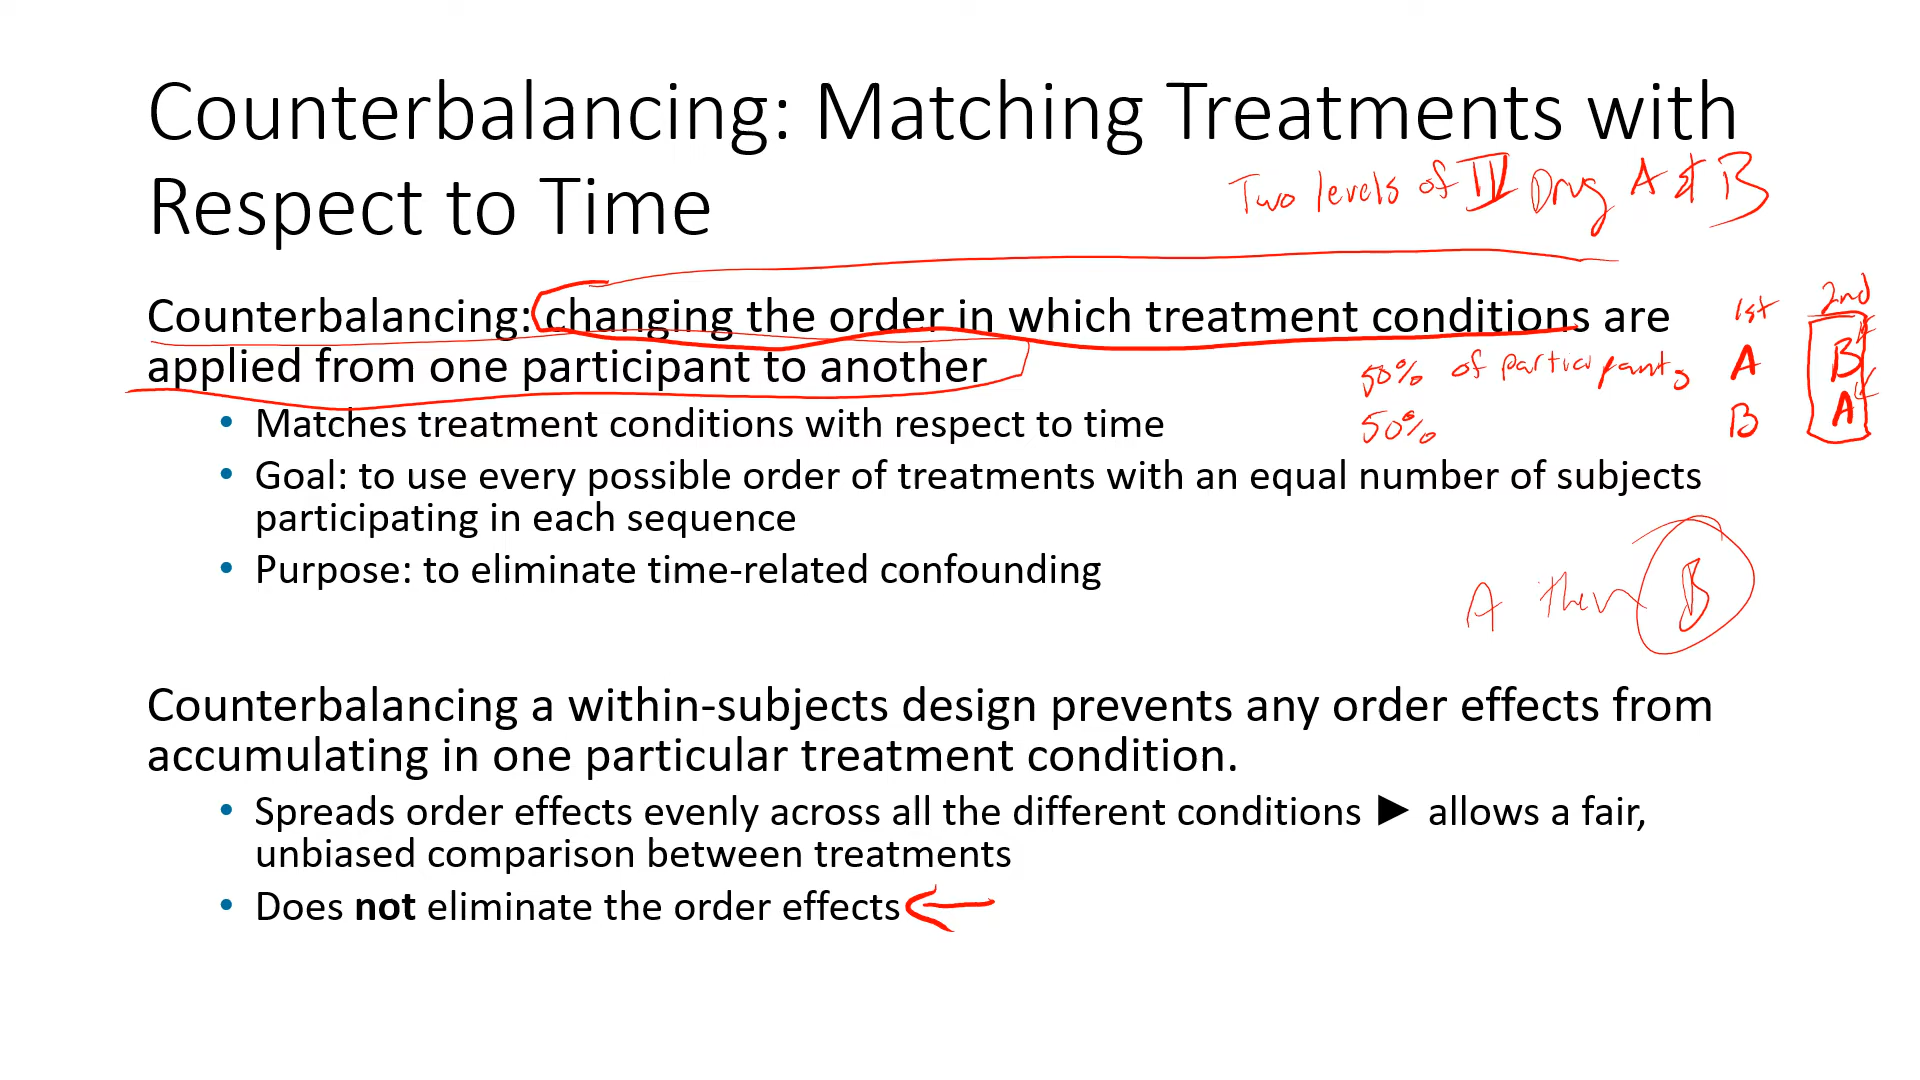 Counterbalancing: Matching Treatments with
Respect to Time
Two levels of IV Drug A & B
Counterbalancing: changing the order in which treatment conditions are
applied from one participant to another
1st 2nd
50% of participants A B
50% B A
• Matches treatment conditions with respect to time
• Goal: to use every possible order of treatments with an equal number of subjects
participating in each sequence
• Purpose: to eliminate time-related confounding
A then B
Counterbalancing a within-subjects design prevents any order effects from
accumulating in one particular treatment condition.
• Spreads order effects evenly across all the different conditions ► allows a fair,
unbiased comparison between treatments
• Does not eliminate the order effects